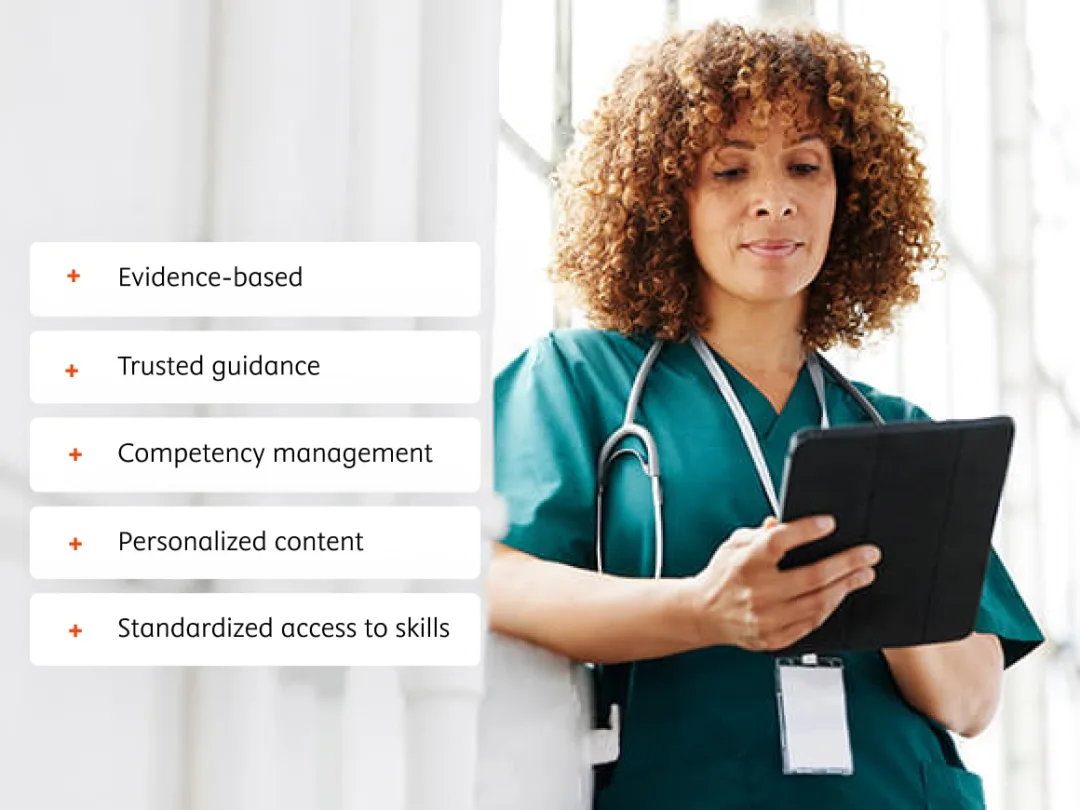 + Evidence-based
+ Trusted guidance
+ Competency management
+ Personalized content
+ Standardized access to skills